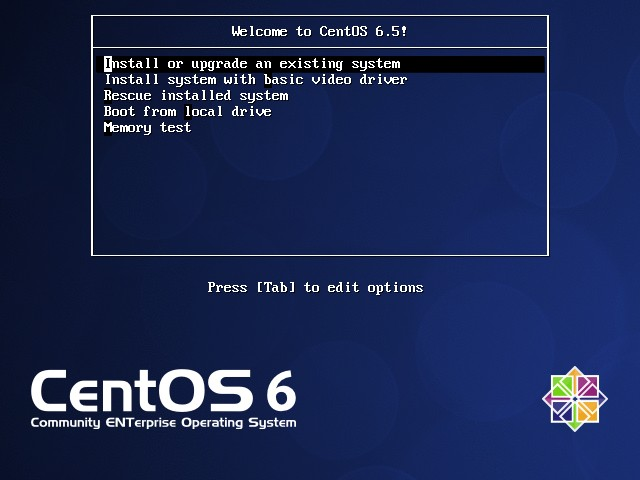 Welcome to CentOS 6.5!
Install or upgrade an existing system
Install system with basic video driver
Rescue installed system
Boot from local drive
Memory test
Press [Tab] to edit options
CentOS 6
Community ENTerprise Operating System